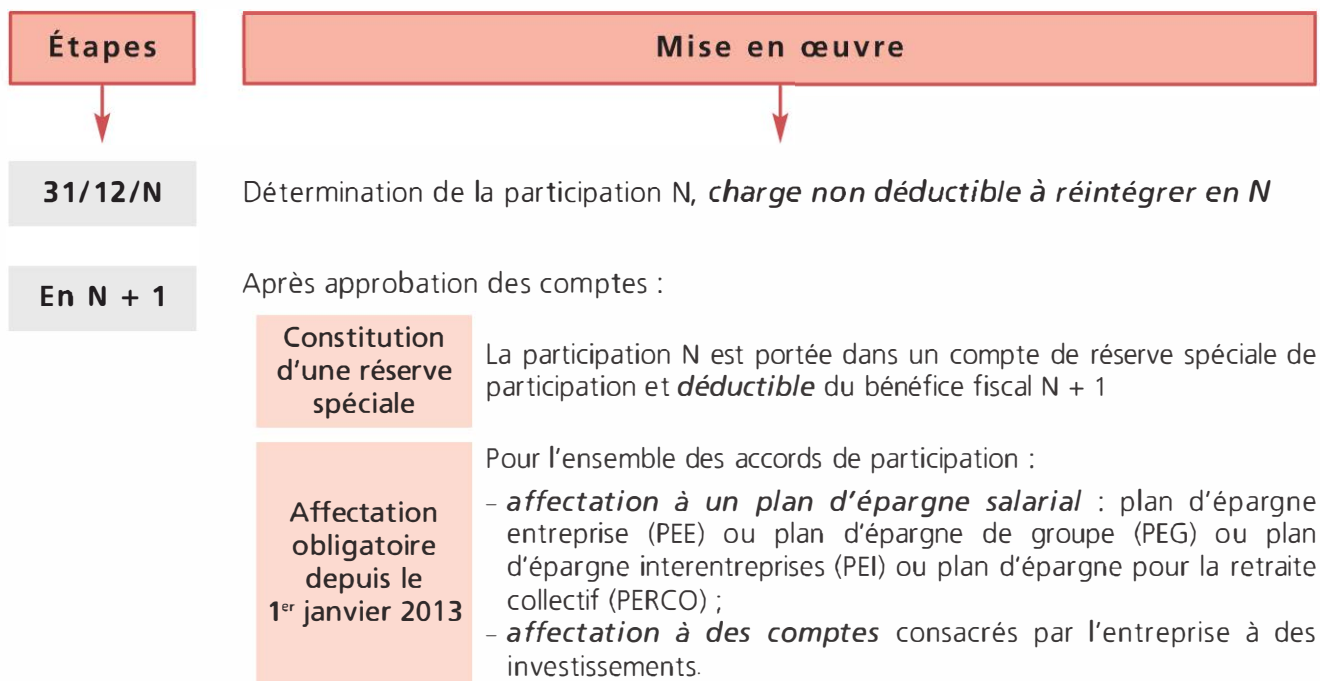 Étapes
Mise en œuvre
31/12/N
Détermination de la participation N, charge non déductible à réintégrer en N
En N + 1
Après approbation des comptes :
Constitution
d'une réserve
spéciale
La participation N est portée dans un compte de réserve spéciale de
participation et déductible du bénéfice fiscal N + 1
Affectation
obligatoire
depuis le
1er janvier 2013
Pour l'ensemble des accords de participation :
– affectation à un plan d'épargne salarial : plan d'épargne
entreprise (PEE) ou plan d'épargne de groupe (PEG) ou plan
d'épargne interentreprises (PEI) ou plan d'épargne pour la retraite
collectif (PERCO) ;
– affectation à des comptes consacrés par l'entreprise à des
investissements.